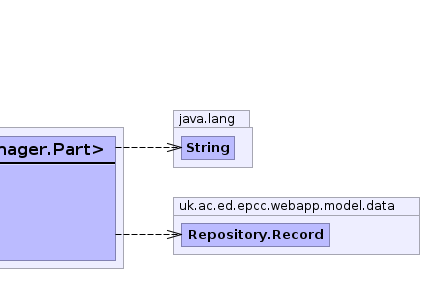 java.lang
nager.Part>
String
uk.ac.ed.epcc.webapp.model.data
Repository.Record